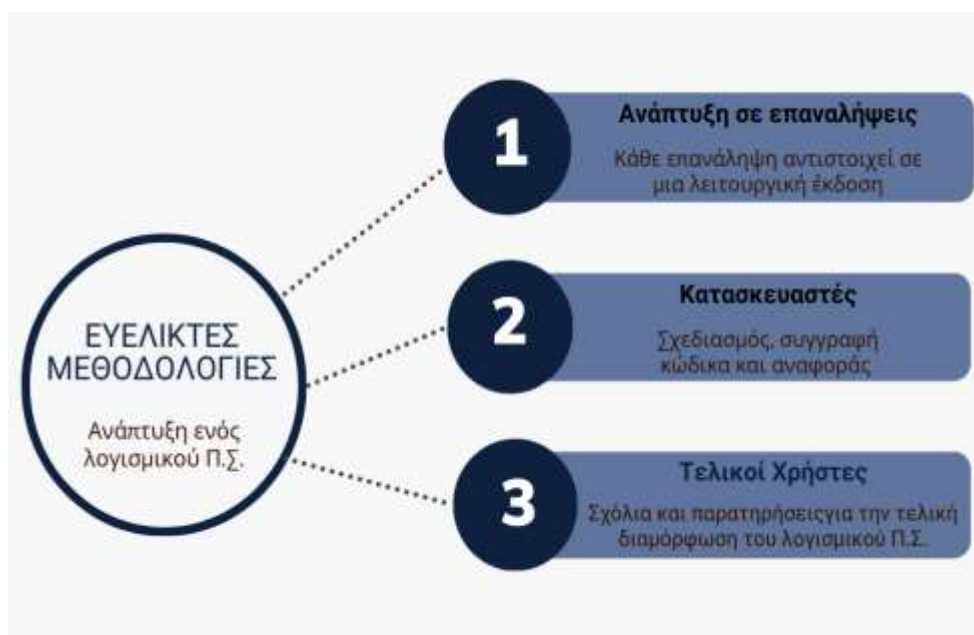 ΕΥΕΛΙΚΤΕΣ
ΜΕΘΟΔΟΛΟΓΙΕΣ
Ανάπτυξη ενός
λογισμικού Π.Σ.
1
Ανάπτυξη σε επαναλήψεις
Κάθε επανάληψη αντιστοιχεί σε
μια λειτουργική έκδοση
2
Κατασκευαστές
Σχεδιασμός, συγγραφή
κώδικα και αναφοράς
3
Τελικοί Χρήστες
Σχόλια και παρατηρήσειςγια την τελική
διαμόρφωση του λογισμικού Π.Σ.